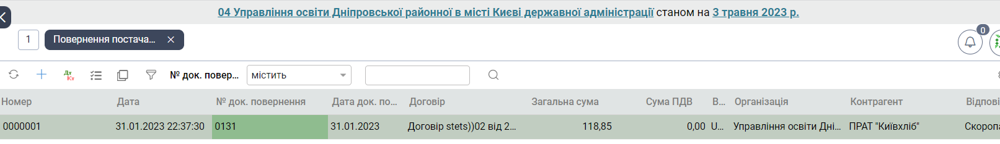 04 Управління освіти Дніпровської районної в місті Києві державної адміністрації станом на 3 травня 2023 р.
1 Повернення постача... × 0
Дт Кт № док. повер... містить
Номер Дата № док. повернення Дата док. по... Договір Загальна сума Сума ПДВ В... Організація Контрагент Відпові
0000001 31.01.2023 22:37:30 0131 31.01.2023 Договір stets))02 від 2... 118,85 0,00 U... Управління освіти Дні... ПРАТ "Київхліб" Скоропа